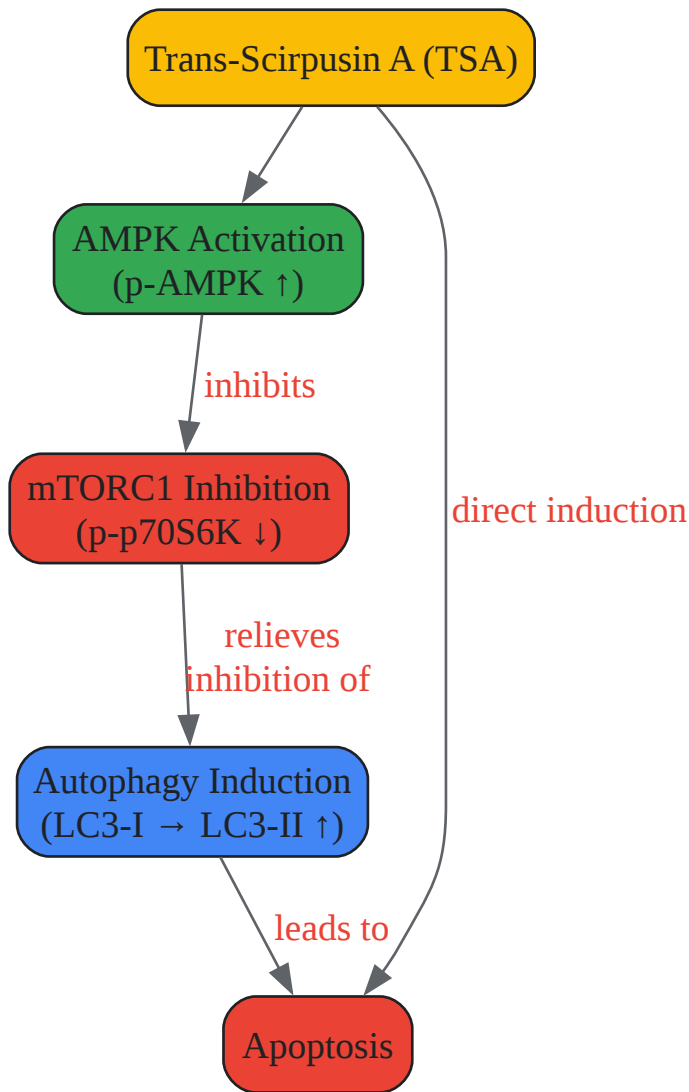 Trans-Scirpusin A (TSA)
AMPK Activation
(p-AMPK ↑)
inhibits
mTORC1 Inhibition
(p-p70S6K ↓)
direct induction
relieves
inhibition of
Autophagy Induction
(LC3-I → LC3-II ↑)
leads to
Apoptosis